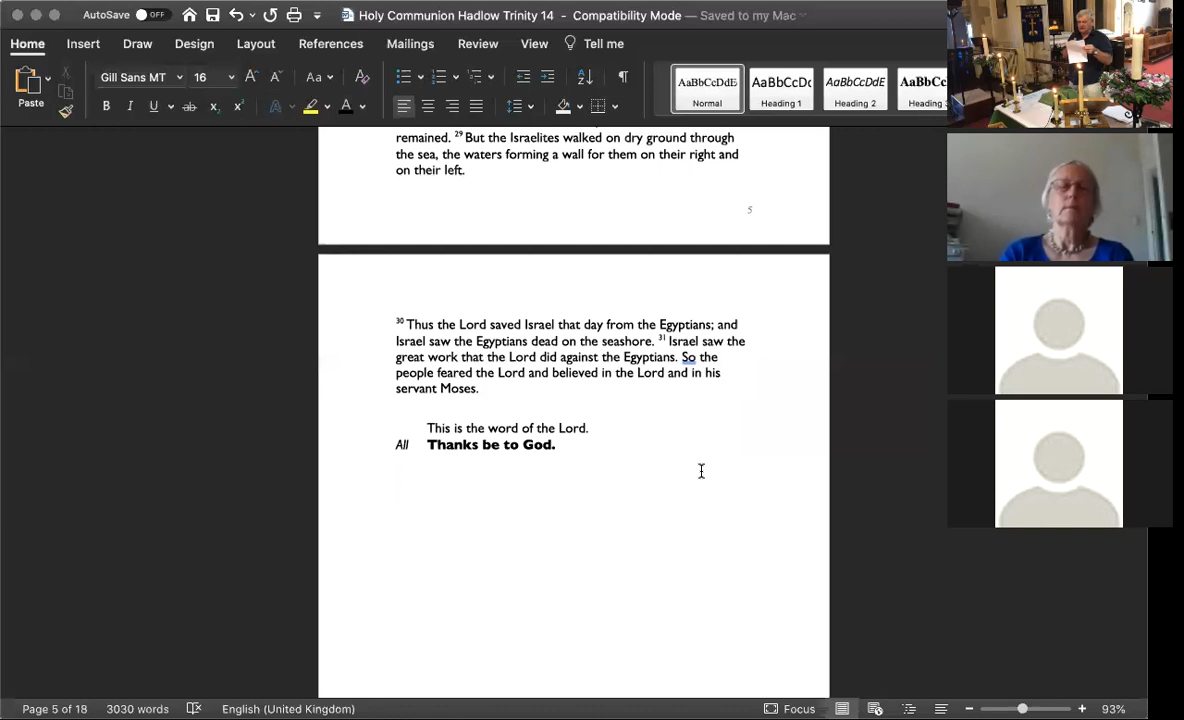 AutoSave OFF
Holy Communion Hadlow Trinity 14 - Compatibility Mode — Saved to my Mac
Home Insert Draw Design Layout References Mailings Review View Tell me
Paste Gill Sans MT 16 A A Aa A
B I U x x A A
AaBbCcDdE AaBbCcDc AaBbCcDdE AaBbCc
Normal Heading 1 Heading 2 Heading
remained. 29 But the Israelites walked on dry ground through
the sea, the waters forming a wall for them on their right and
on their left.
5
30 Thus the Lord saved Israel that day from the Egyptians; and
Israel saw the Egyptians dead on the seashore. 31 Israel saw the
great work that the Lord did against the Egyptians. So the
people feared the Lord and believed in the Lord and in his
servant Moses.
This is the word of the Lord.
All Thanks be to God.
Page 5 of 18 3030 words English (United Kingdom) Focus 93%